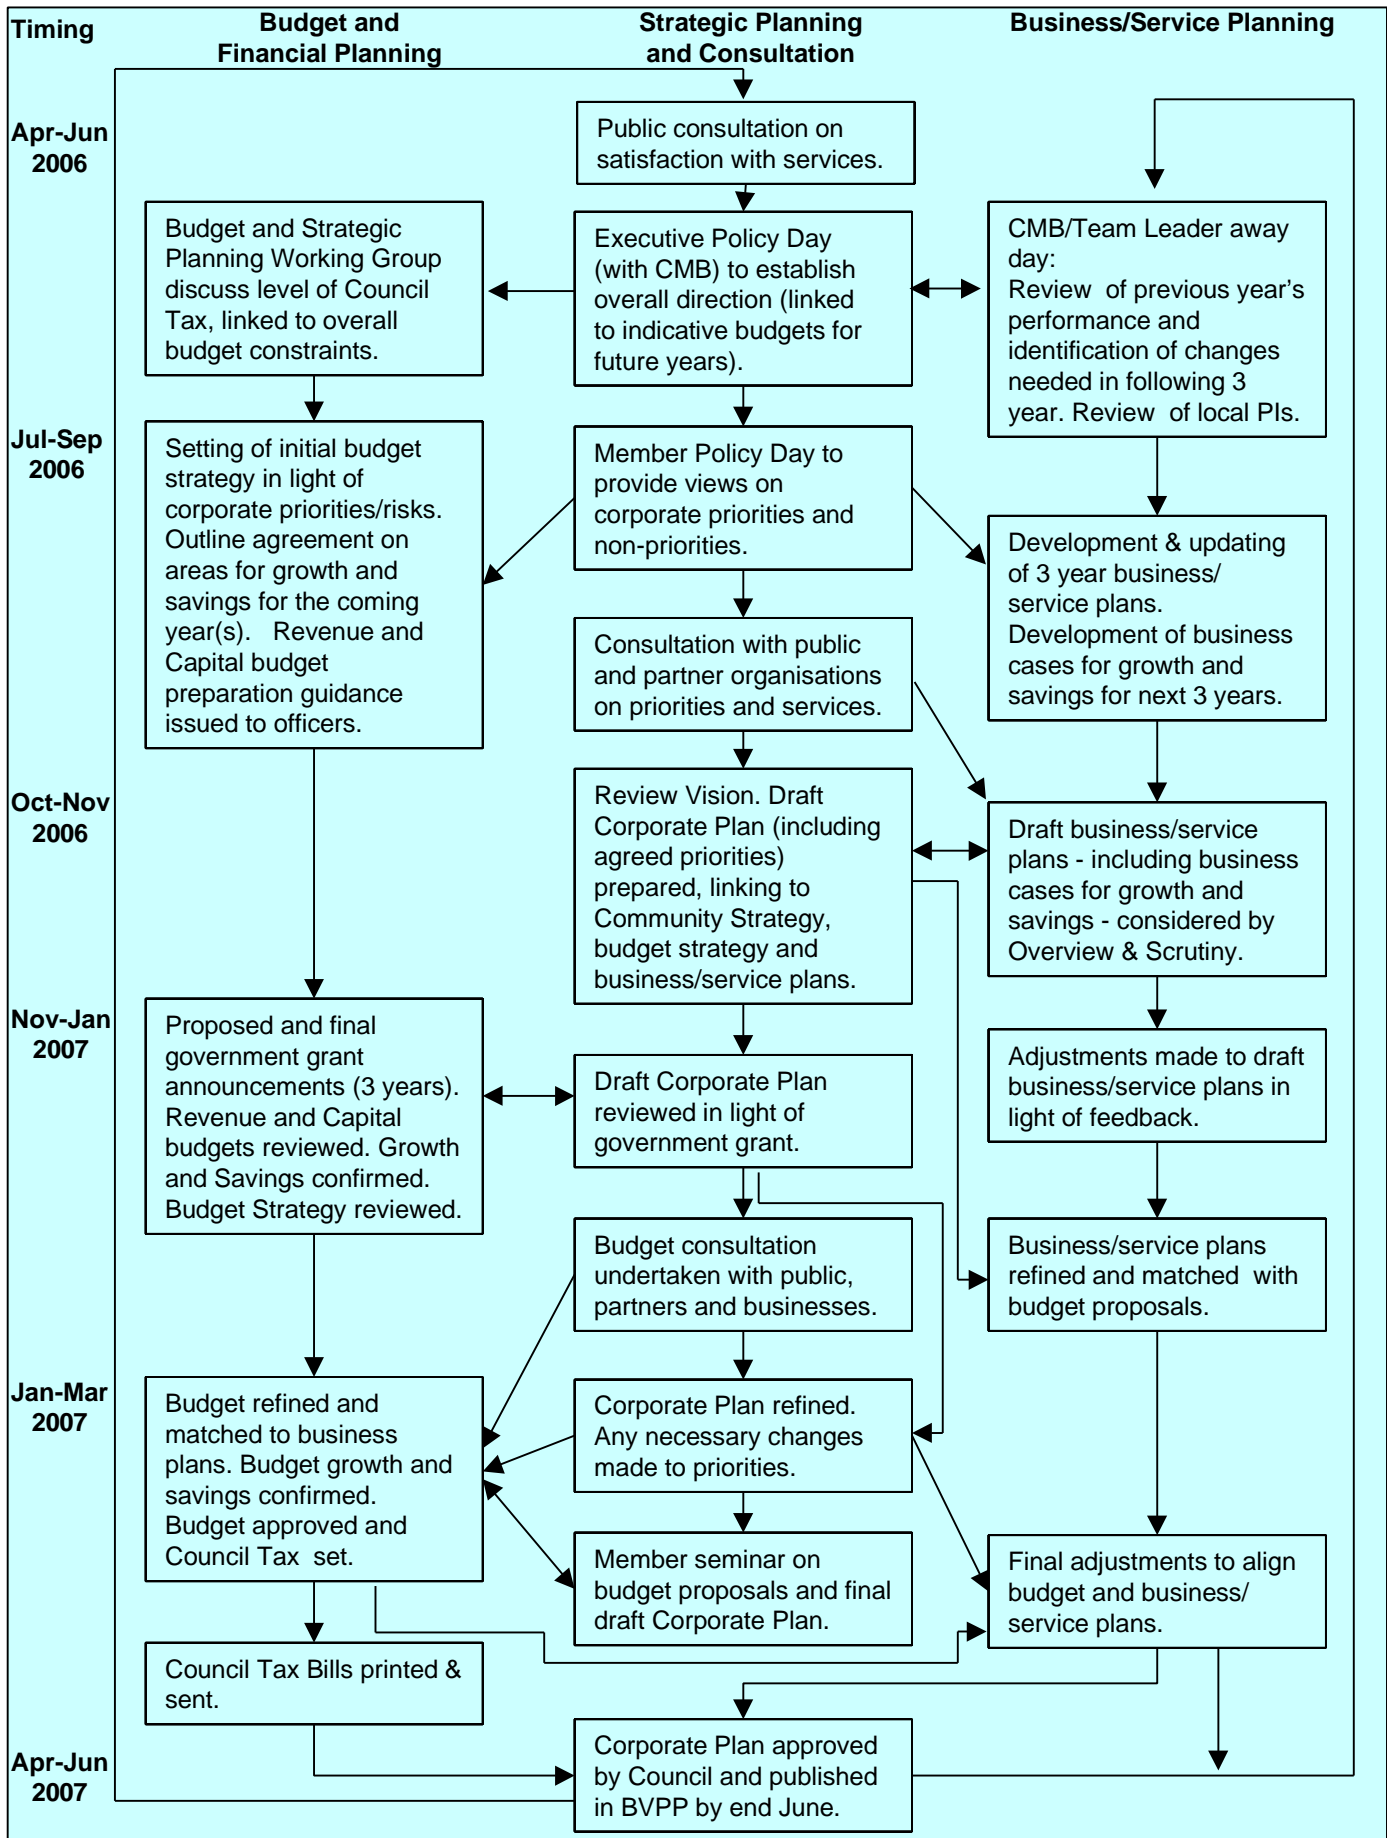 Timing
Budget and
Financial Planning
Strategic Planning
and Consultation
Business/Service Planning
Apr-Jun
2006
Public consultation on
satisfaction with services.
Budget and Strategic
Planning Working Group
discuss level of Council
Tax, linked to overall
budget constraints.
Executive Policy Day
(with CMB) to establish
overall direction (linked
to indicative budgets for
future years).
CMB/Team Leader away
day:
Review  of previous year’s
performance and
identification of changes
needed in following 3
year. Review  of local PIs.
Jul-Sep
2006
Setting of initial budget
strategy in light of
corporate priorities/risks.
Outline agreement on
areas for growth and
savings for the coming
year(s).   Revenue and
Capital budget
preparation guidance
issued to officers.
Member Policy Day to
provide views on
corporate priorities and
non-priorities.
Development & updating
of 3 year business/
service plans.
Development of business
cases for growth and
savings for next 3 years.
Consultation with public
and partner organisations
on priorities and services.
Oct-Nov
2006
Review Vision. Draft
Corporate Plan (including
agreed priorities)
prepared, linking to
Community Strategy,
budget strategy and
business/service plans.
Draft business/service
plans - including business
cases for growth and
savings - considered by
Overview & Scrutiny.
Nov-Jan
2007
Proposed and final
government grant
announcements (3 years).
Revenue and Capital
budgets reviewed. Growth
and Savings confirmed.
Budget Strategy reviewed.
Draft Corporate Plan
reviewed in light of
government grant.
Adjustments made to draft
business/service plans in
light of feedback.
Budget consultation
undertaken with public,
partners and businesses.
Business/service plans
refined and matched  with
budget proposals.
Jan-Mar
2007
Budget refined and
matched to business
plans. Budget growth and
savings confirmed.
Budget approved and
Council Tax  set.
Corporate Plan refined.
Any necessary changes
made to priorities.
Member seminar on
budget proposals and final
draft Corporate Plan.
Final adjustments to align
budget and business/
service plans.
Council Tax Bills printed &
sent.
Apr-Jun
2007
Corporate Plan approved
by Council and published
in BVPP by end June.